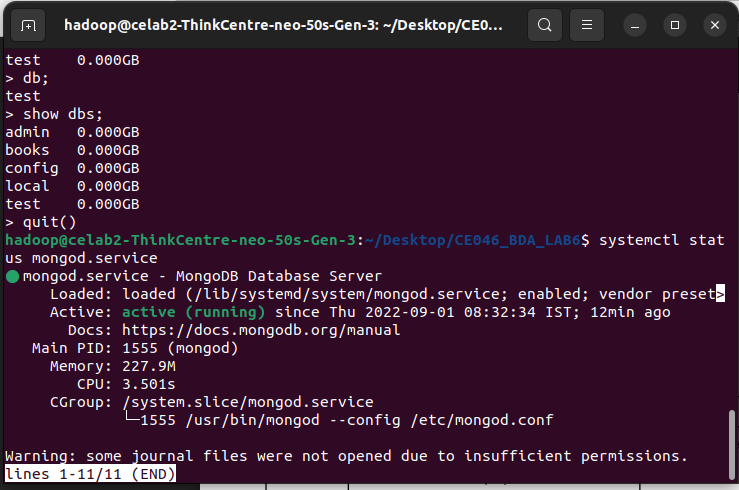 hadoop@celab2-ThinkCentre-neo-50s-Gen-3: ~/Desktop/CE0...
test    0.000GB
> db;
test
> show dbs;
admin   0.000GB
books   0.000GB
config  0.000GB
local   0.000GB
test    0.000GB
> quit()
hadoop@celab2-ThinkCentre-neo-50s-Gen-3:~/Desktop/CE046_BDA_LAB6$ systemctl stat
us mongod.service
● mongod.service - MongoDB Database Server
     Loaded: loaded (/lib/systemd/system/mongod.service; enabled; vendor preset>
     Active: active (running) since Thu 2022-09-01 08:32:34 IST; 12min ago
       Docs: https://docs.mongodb.org/manual
   Main PID: 1555 (mongod)
     Memory: 227.9M
        CPU: 3.501s
     CGroup: /system.slice/mongod.service
             └─1555 /usr/bin/mongod --config /etc/mongod.conf
Warning: some journal files were not opened due to insufficient permissions.
lines 1-11/11 (END)